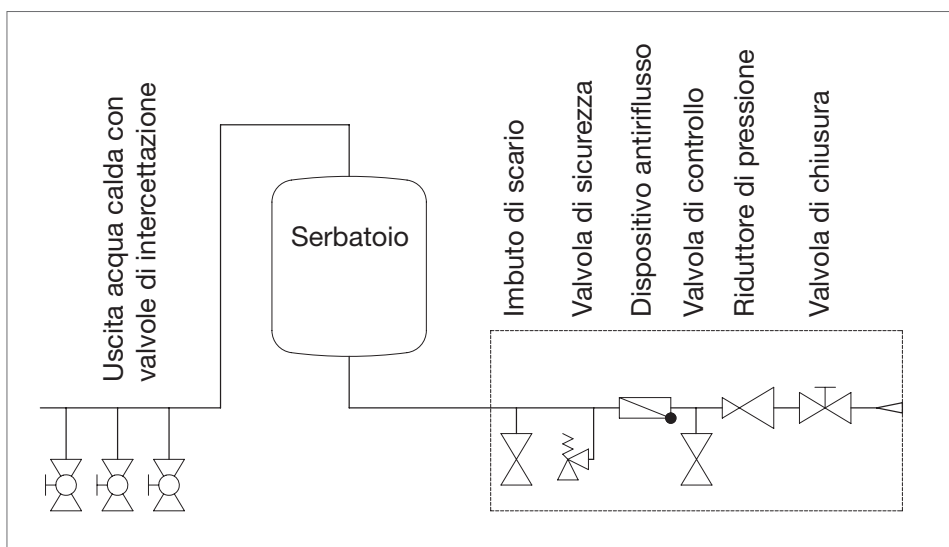 Uscita acqua calda con
valvole di intercettazione
Serbatoio
Imbuto di scario
Valvola di sicurezza
Dispositivo antiriflusso
Valvola di controllo
Riduttore di pressione
Valvola di chiusura